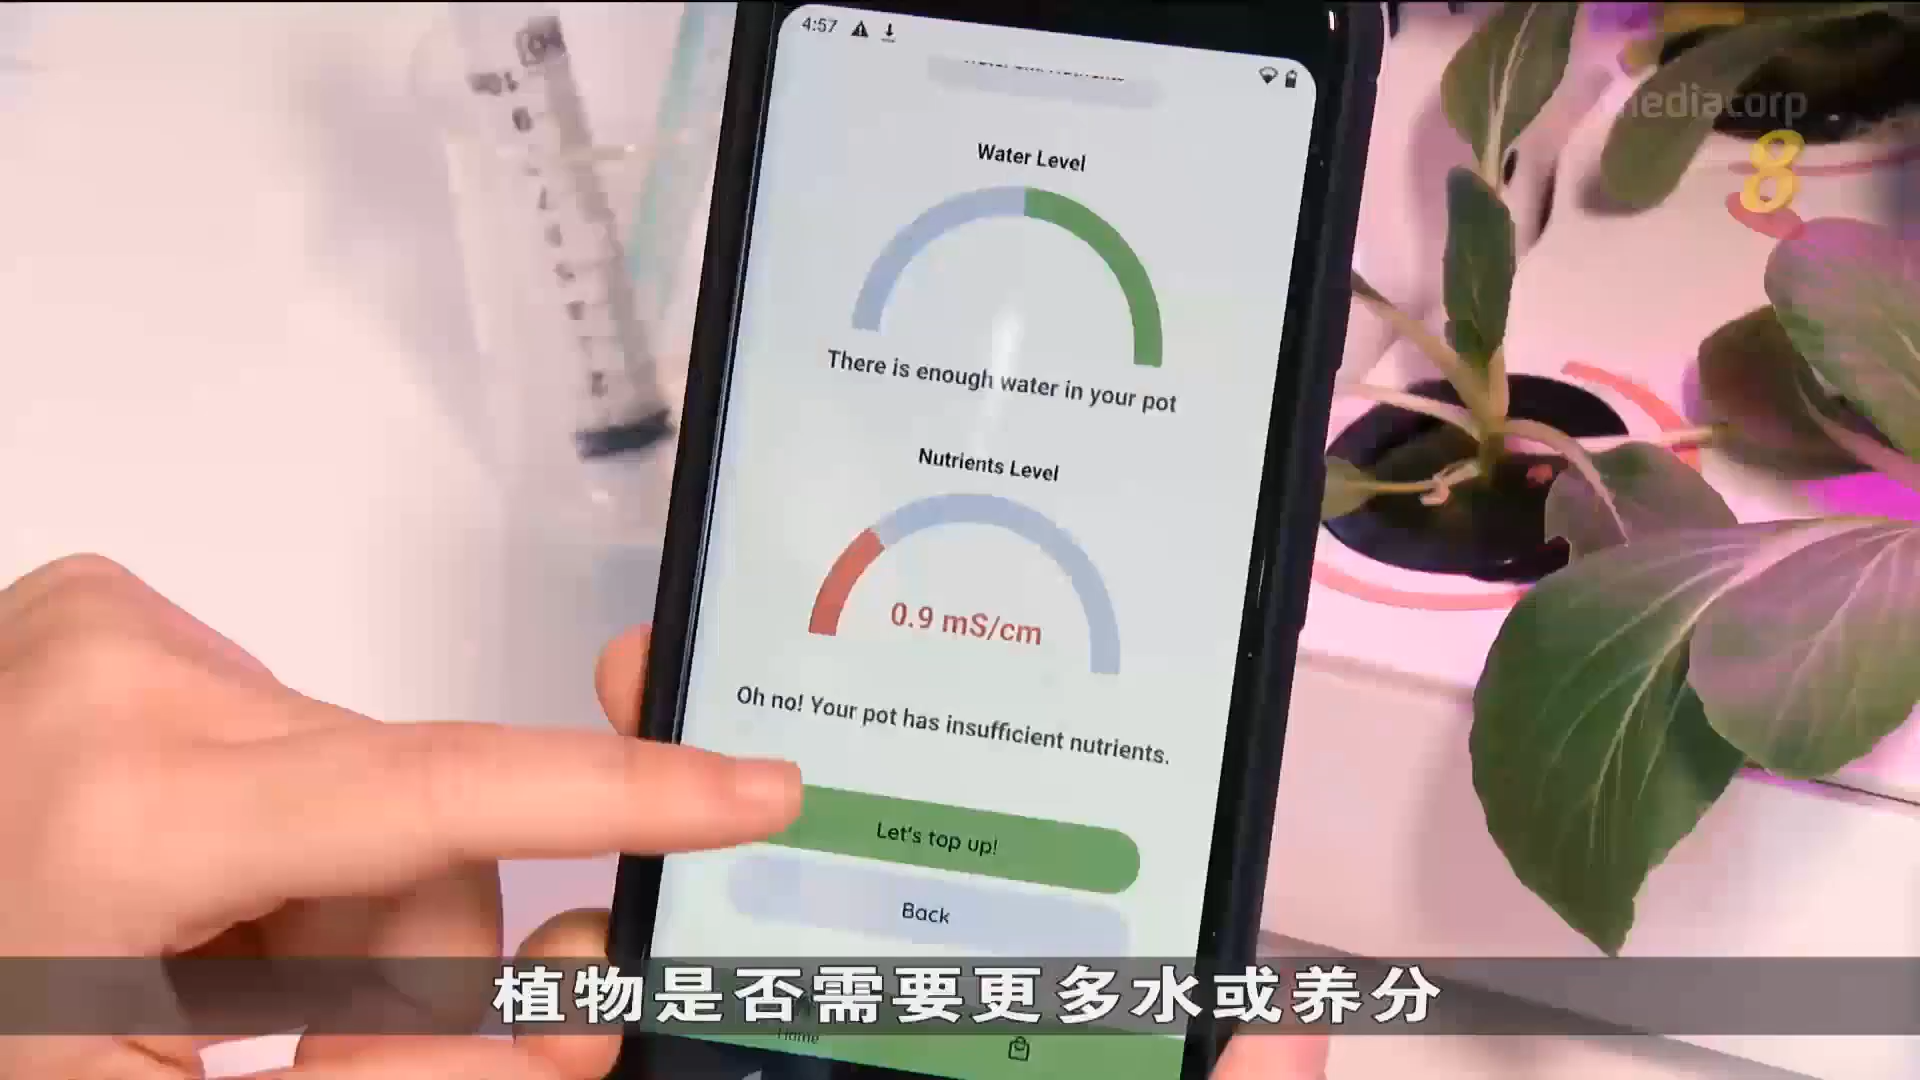 4:57
mediacorp
8
Water Level
There is enough water in your pot
Nutrients Level
0.9 mS/cm
Oh no! Your pot has insufficient nutrients.
Let's top up!
Back
植物是否需要更多水或养分
Home